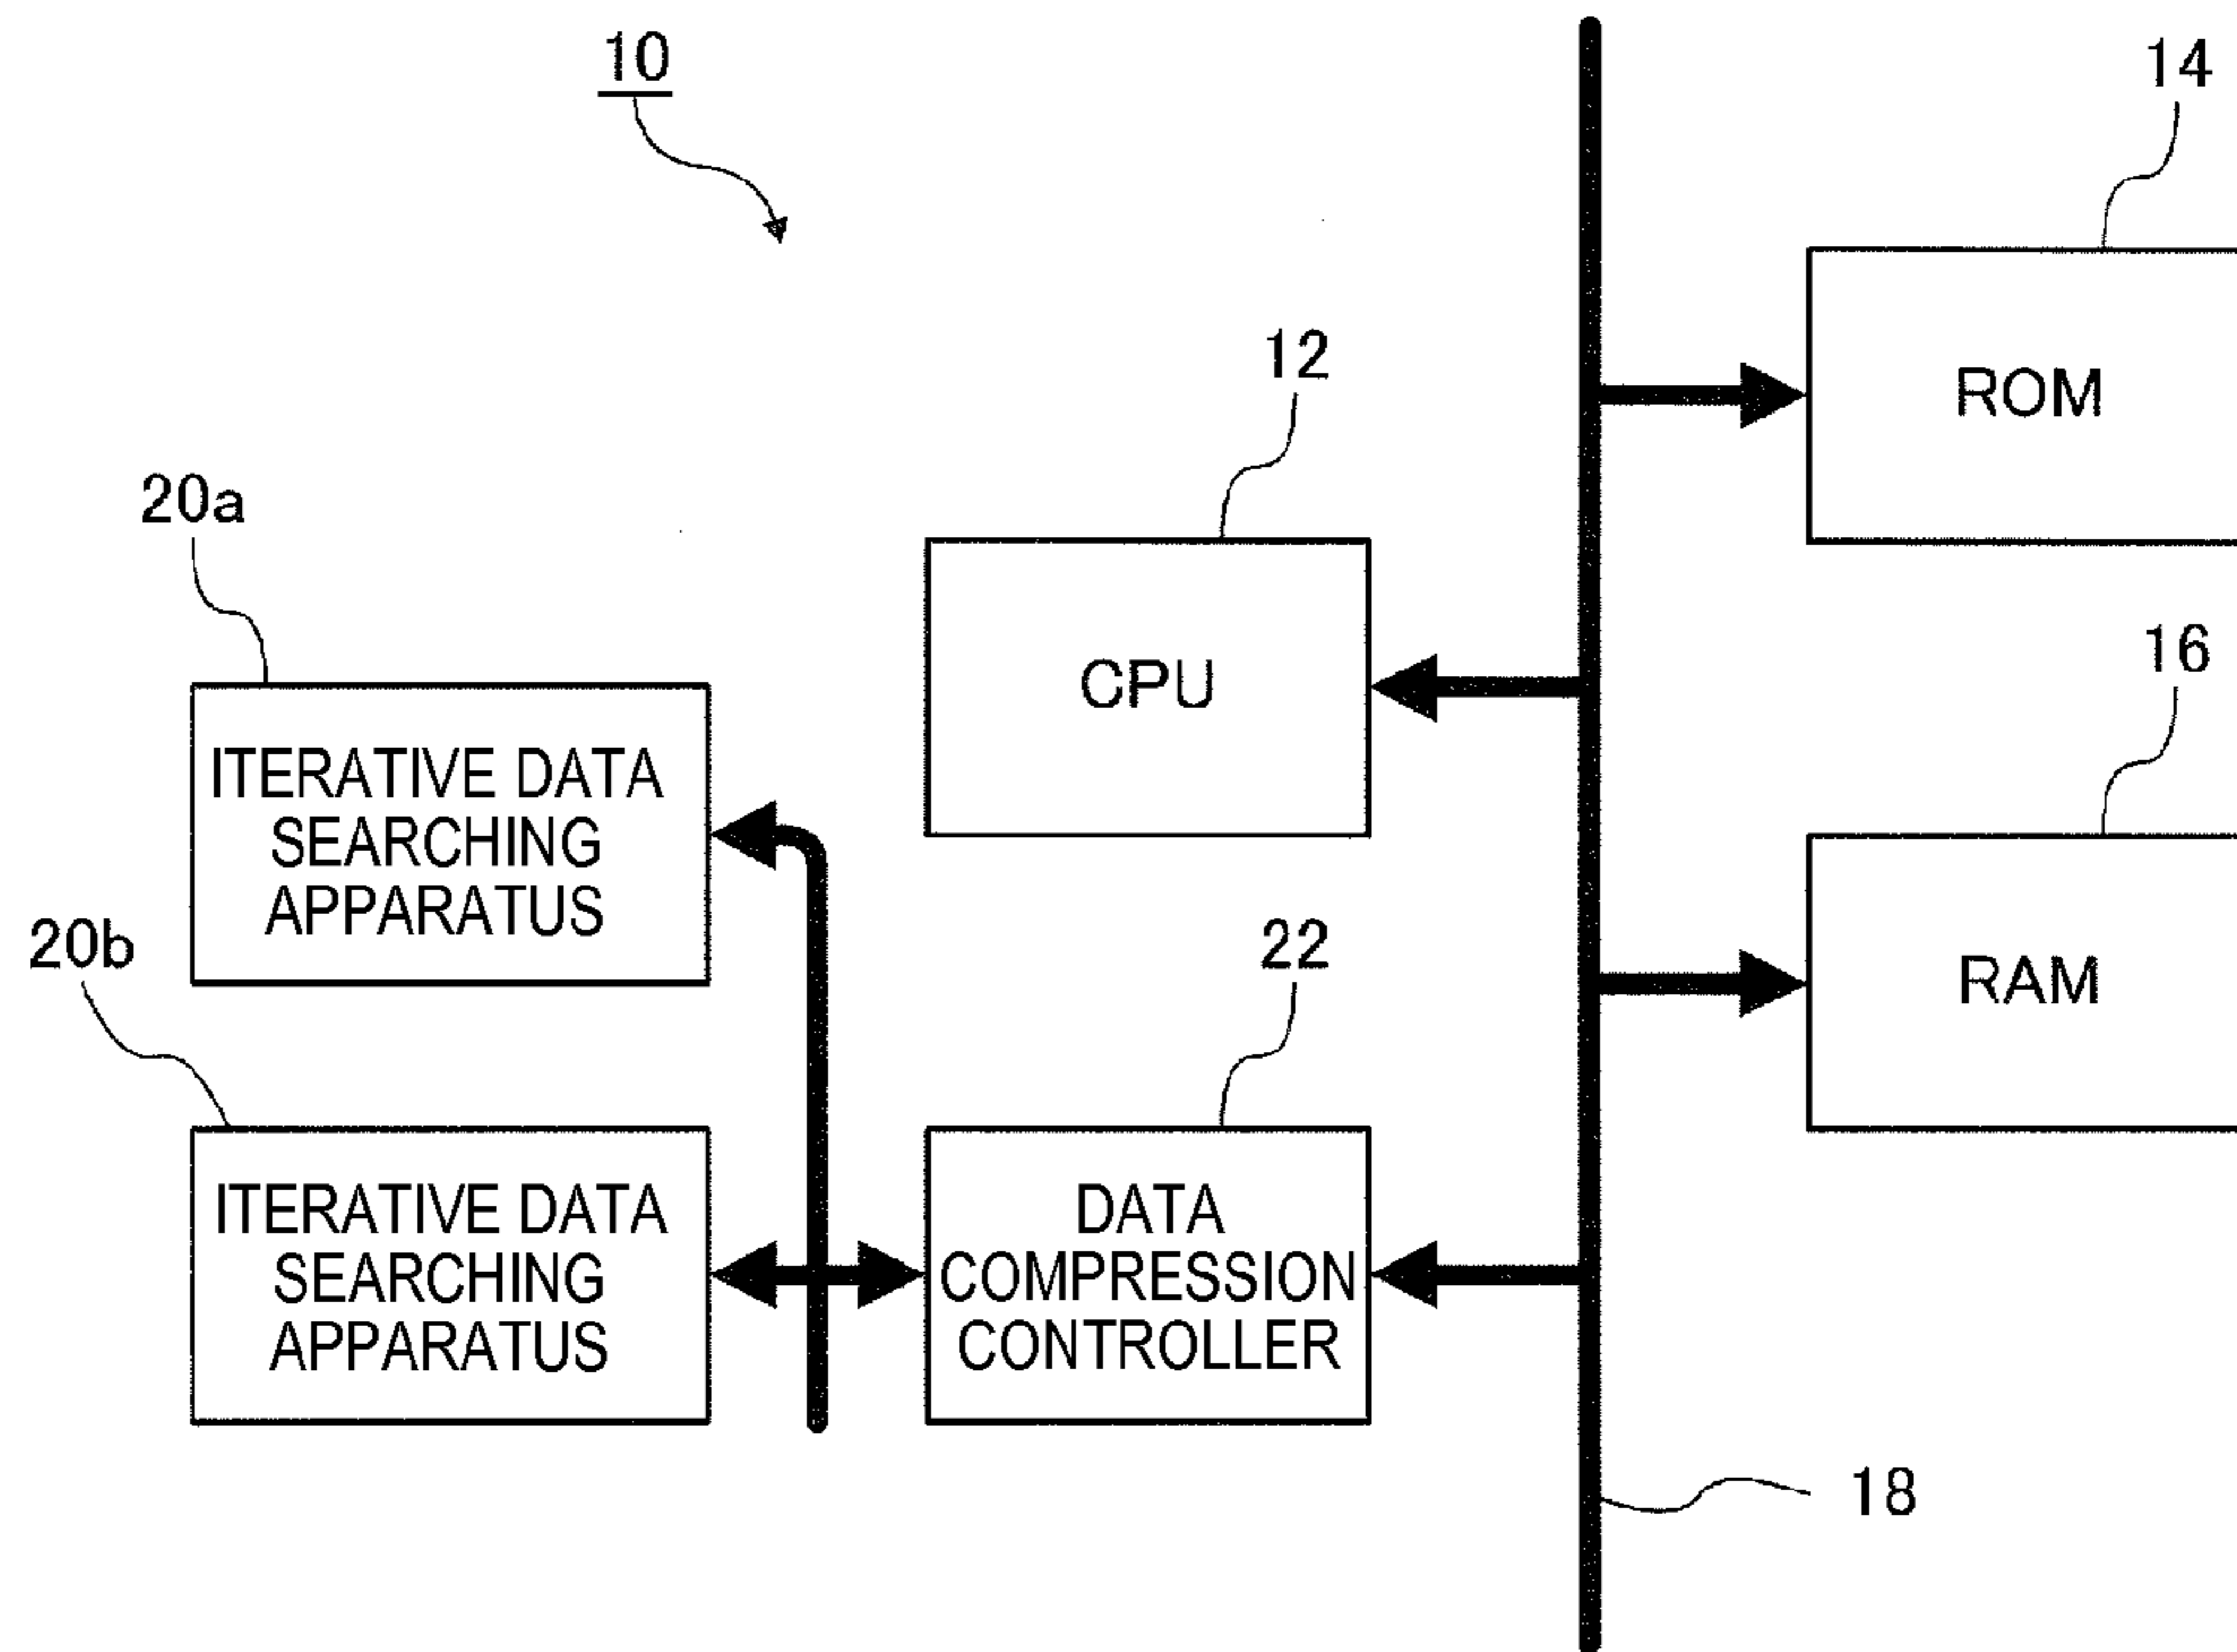 10
14
ROM
12
CPU
20a
ITERATIVE DATA
SEARCHING
APPARATUS
16
RAM
20b
ITERATIVE DATA
SEARCHING
APPARATUS
22
DATA
COMPRESSION
CONTROLLER
18